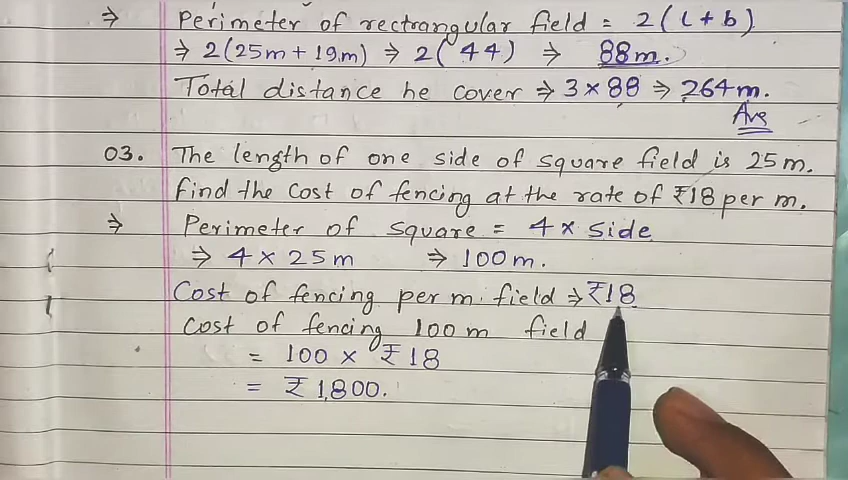 ⇒ Perimeter of rectrangular field = 2(l+b)
⇒ 2(25m+19m) ⇒ 2(44) ⇒ 88m.
Total distance he cover ⇒ 3×88 ⇒ 264m.
Ans
03. The length of one side of square field is 25m.
find the cost of fencing at the rate of ₹18 per m.
⇒ Perimeter of square = 4× side
⇒ 4×25m ⇒ 100m.
Cost of fencing per m. field ⇒ ₹18
cost of fencing 100m field
= 100 × ₹18
= ₹1,800.